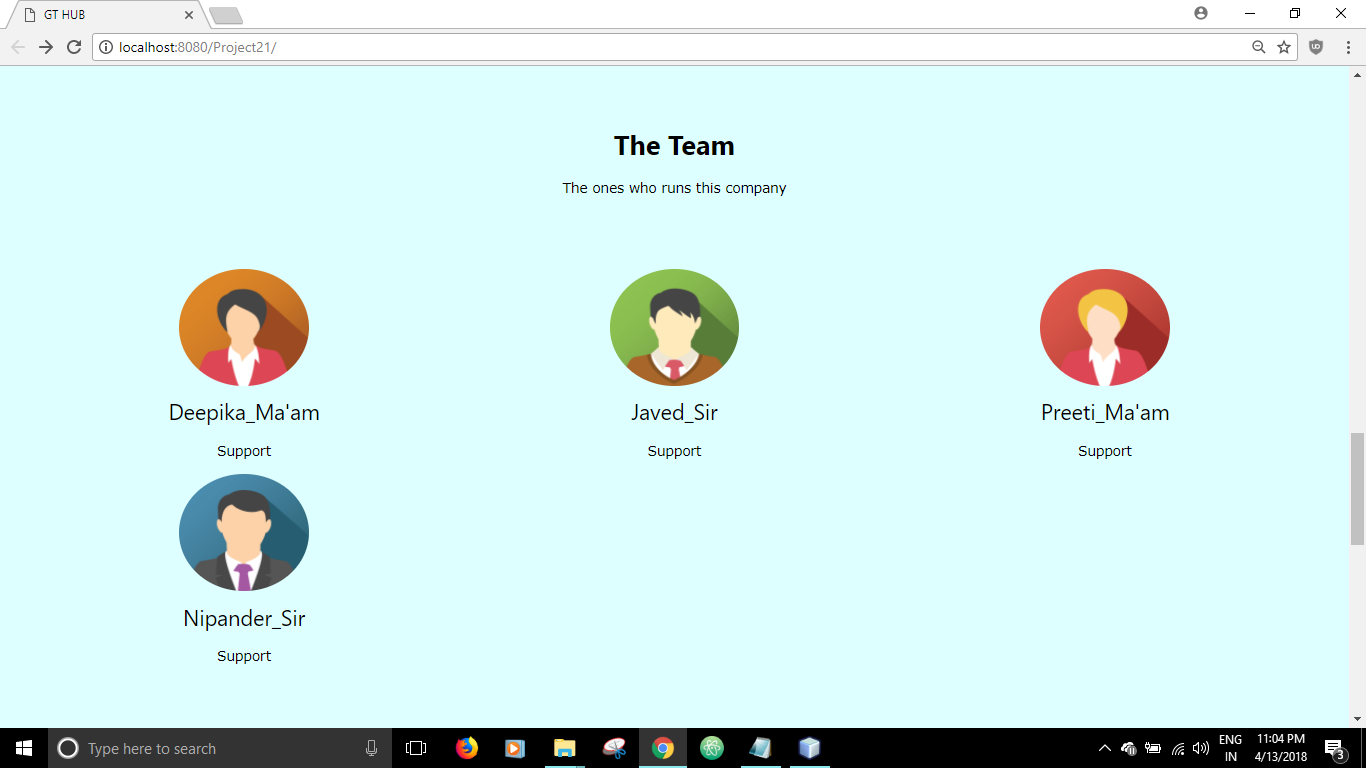 GT HUB
localhost:8080/Project21/
The Team
The ones who runs this company
Deepika_Ma'am
Javed_Sir
Preeti_Ma'am
Support
Support
Support
Nipander_Sir
Support
Type here to search
ENG
IN
11:04 PM
4/13/2018
3